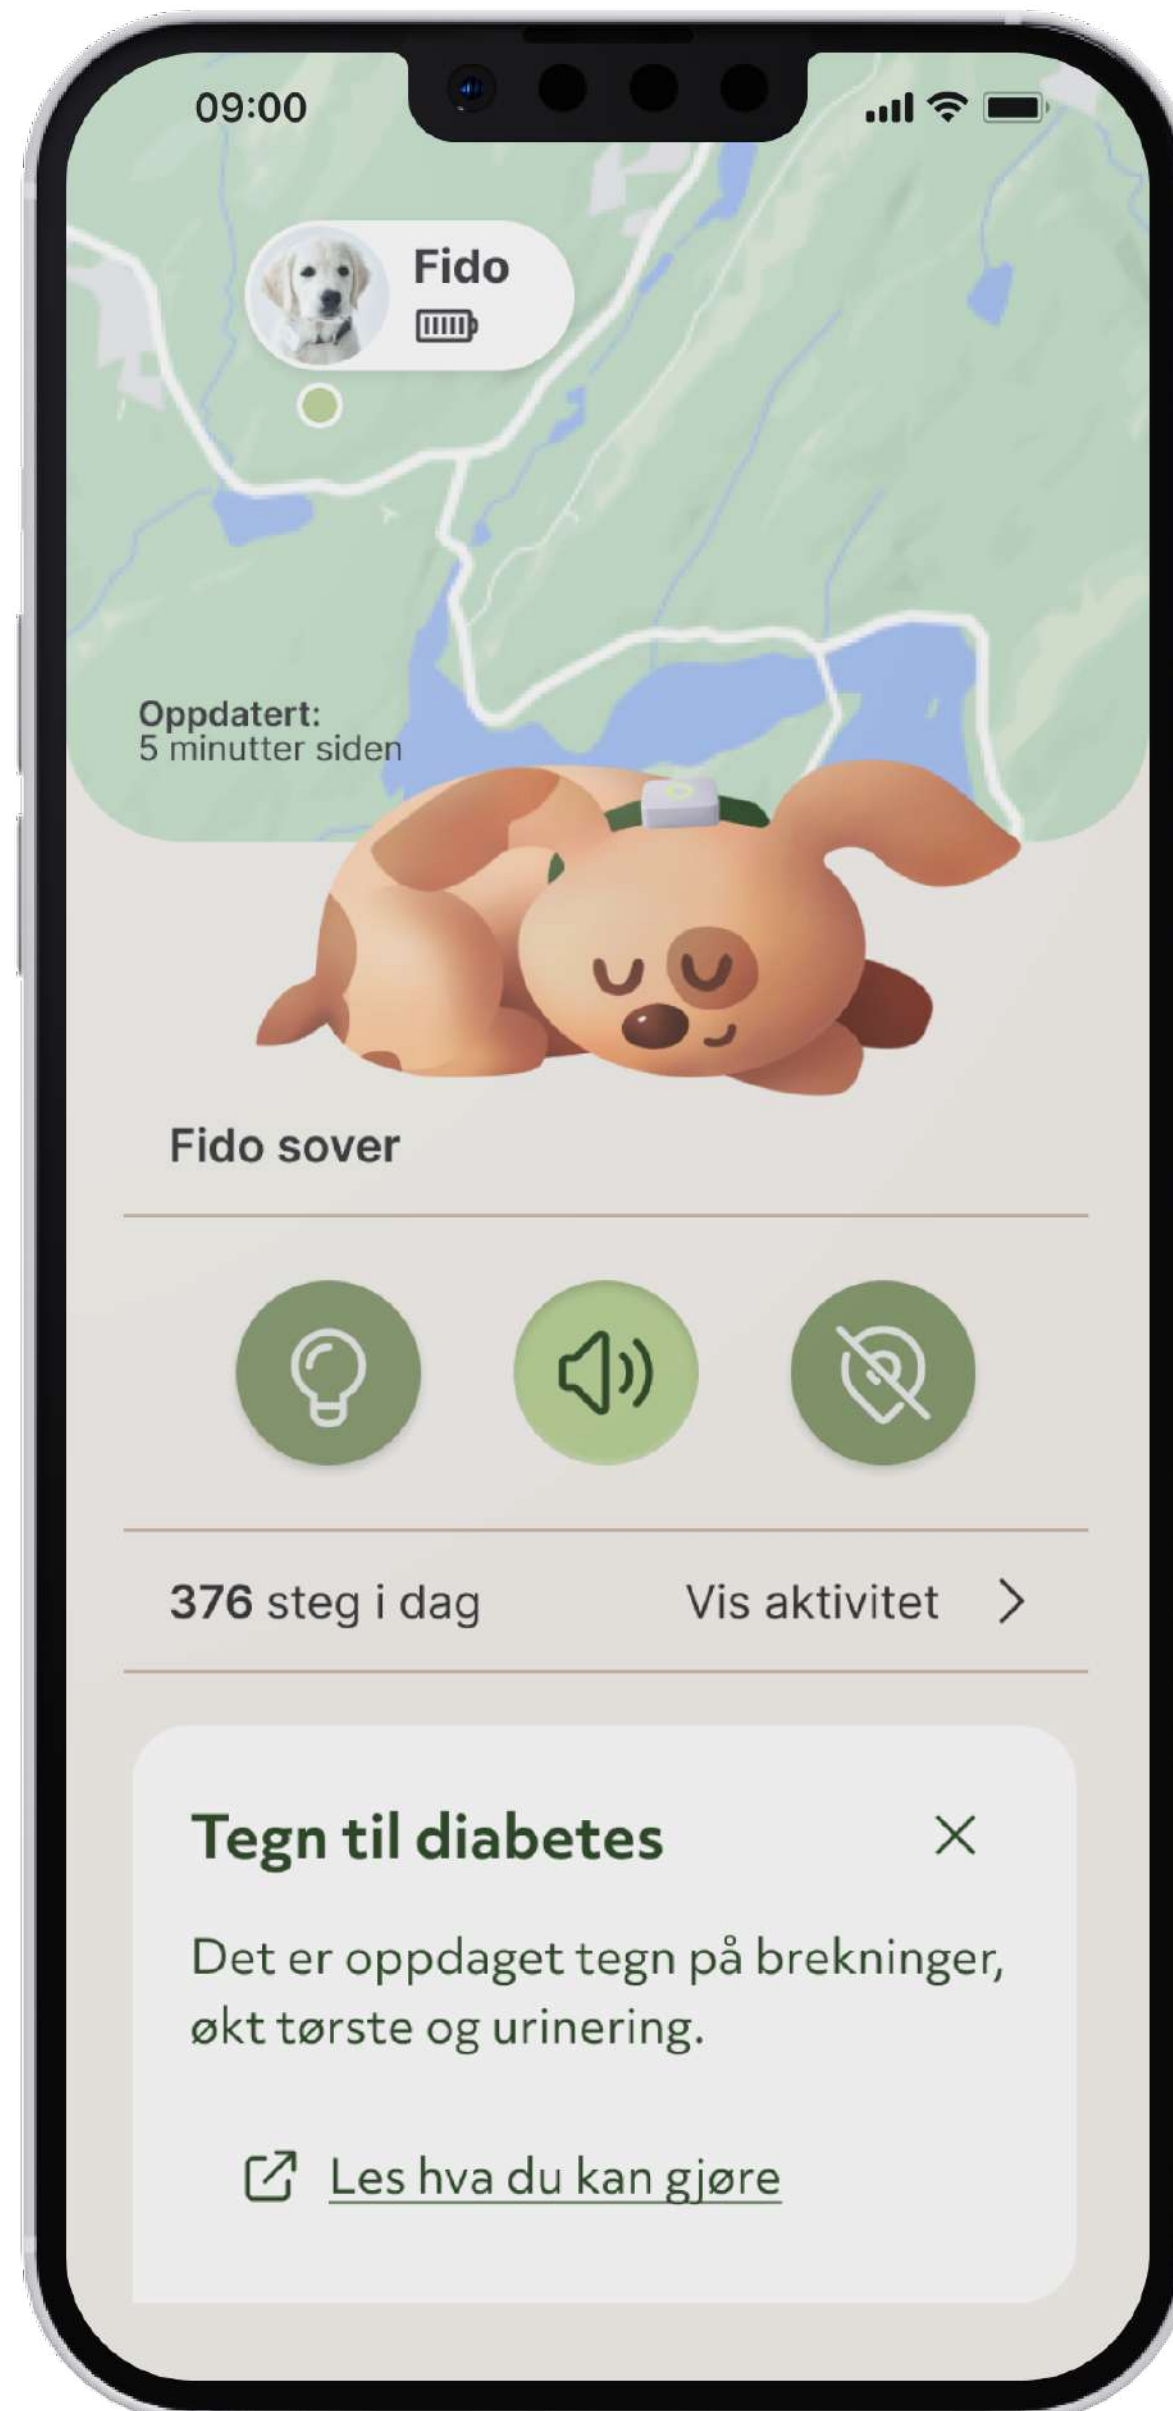 09:00
Fido
Oppdatert:
5 minutter siden
Fido sover
376 steg i dag
Vis aktivitet
Tegn til diabetes
Det er oppdaget tegn på brekninger,
økt tørste og urinering.
Les hva du kan gjøre